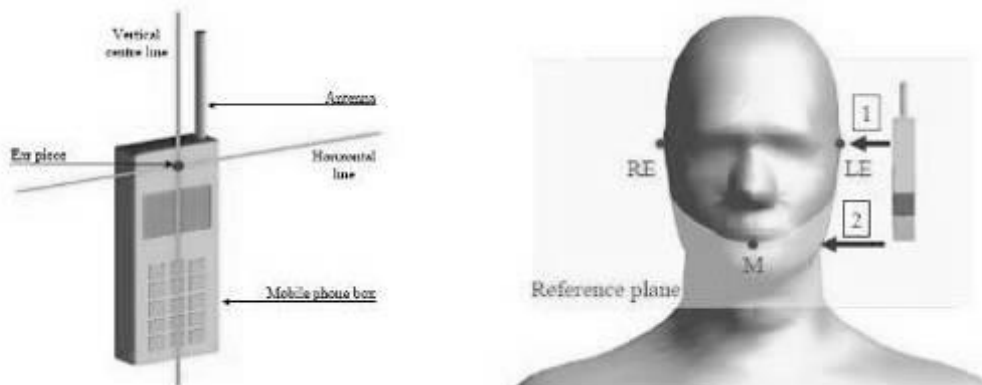 Vertical
centre line
Antenna
Ear piece
Horizontal
line
Mobile phone box
1
RE
LE
2
M
Reference plane